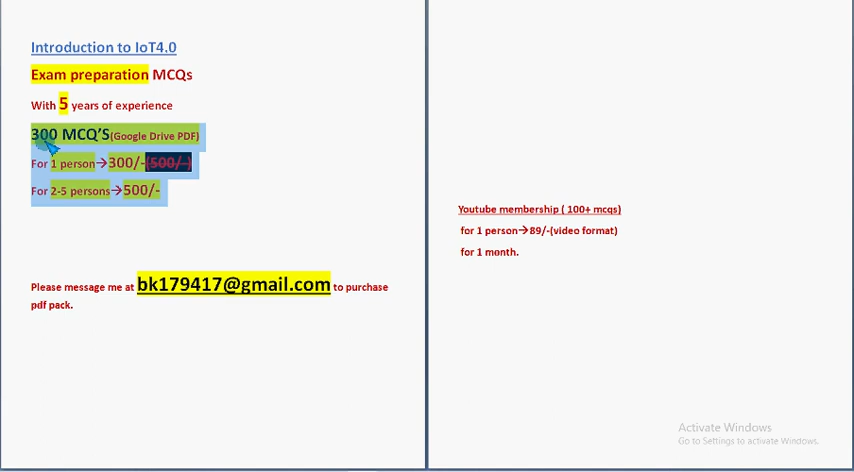 Introduction to IoT4.0
Exam preparation MCQs
With 5 years of experience
300 MCQ'S(Google Drive PDF)
For 1 person→300/-(500/-)
For 2-5 persons→500/-
Please message me at bk179417@gmail.com to purchase
pdf pack.
Youtube membership ( 100+ mcqs)
for 1 person→89/-(video format)
for 1 month.
Activate Windows
Go to Settings to activate Windows.